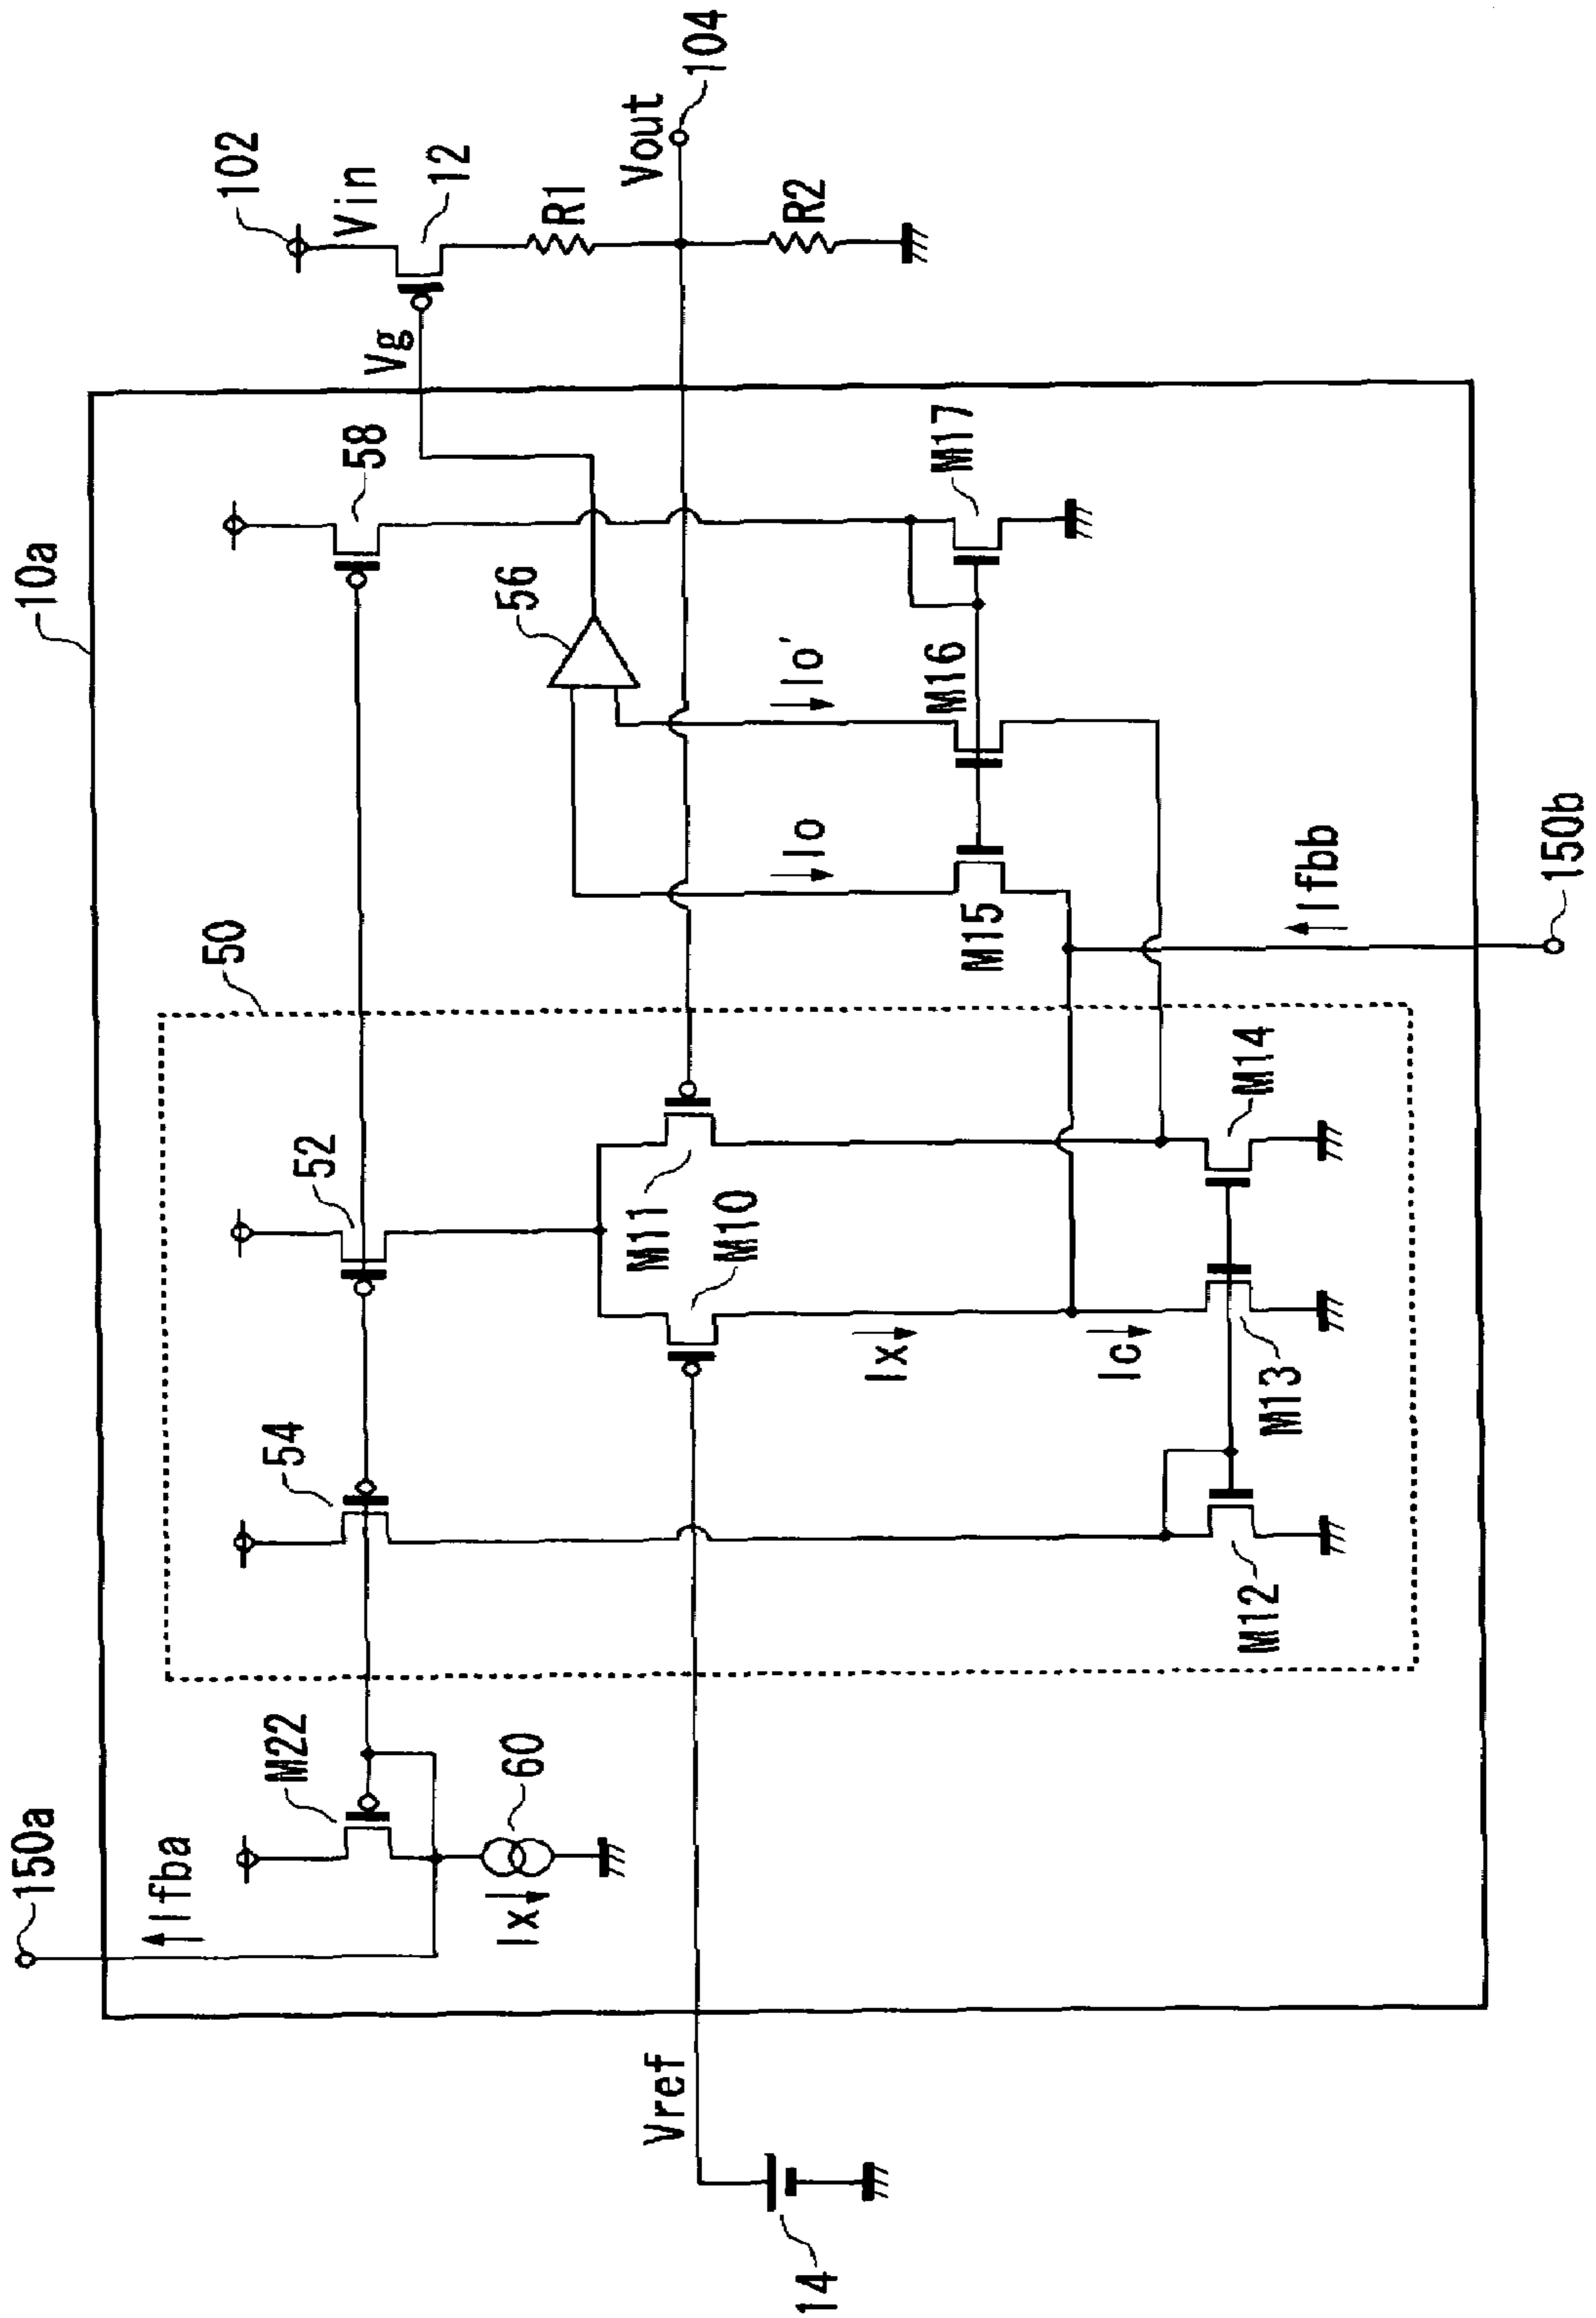 10a
102
Vin
12
R1
Vout
104
R2
Vg
58
M17
56
Io'
M16
Io
M15
Ifbb
150b
50
52
M11
M10
M14
Ix
Ic
M13
54
M12
M22
60
Ix
150a
Ifba
Vref
14